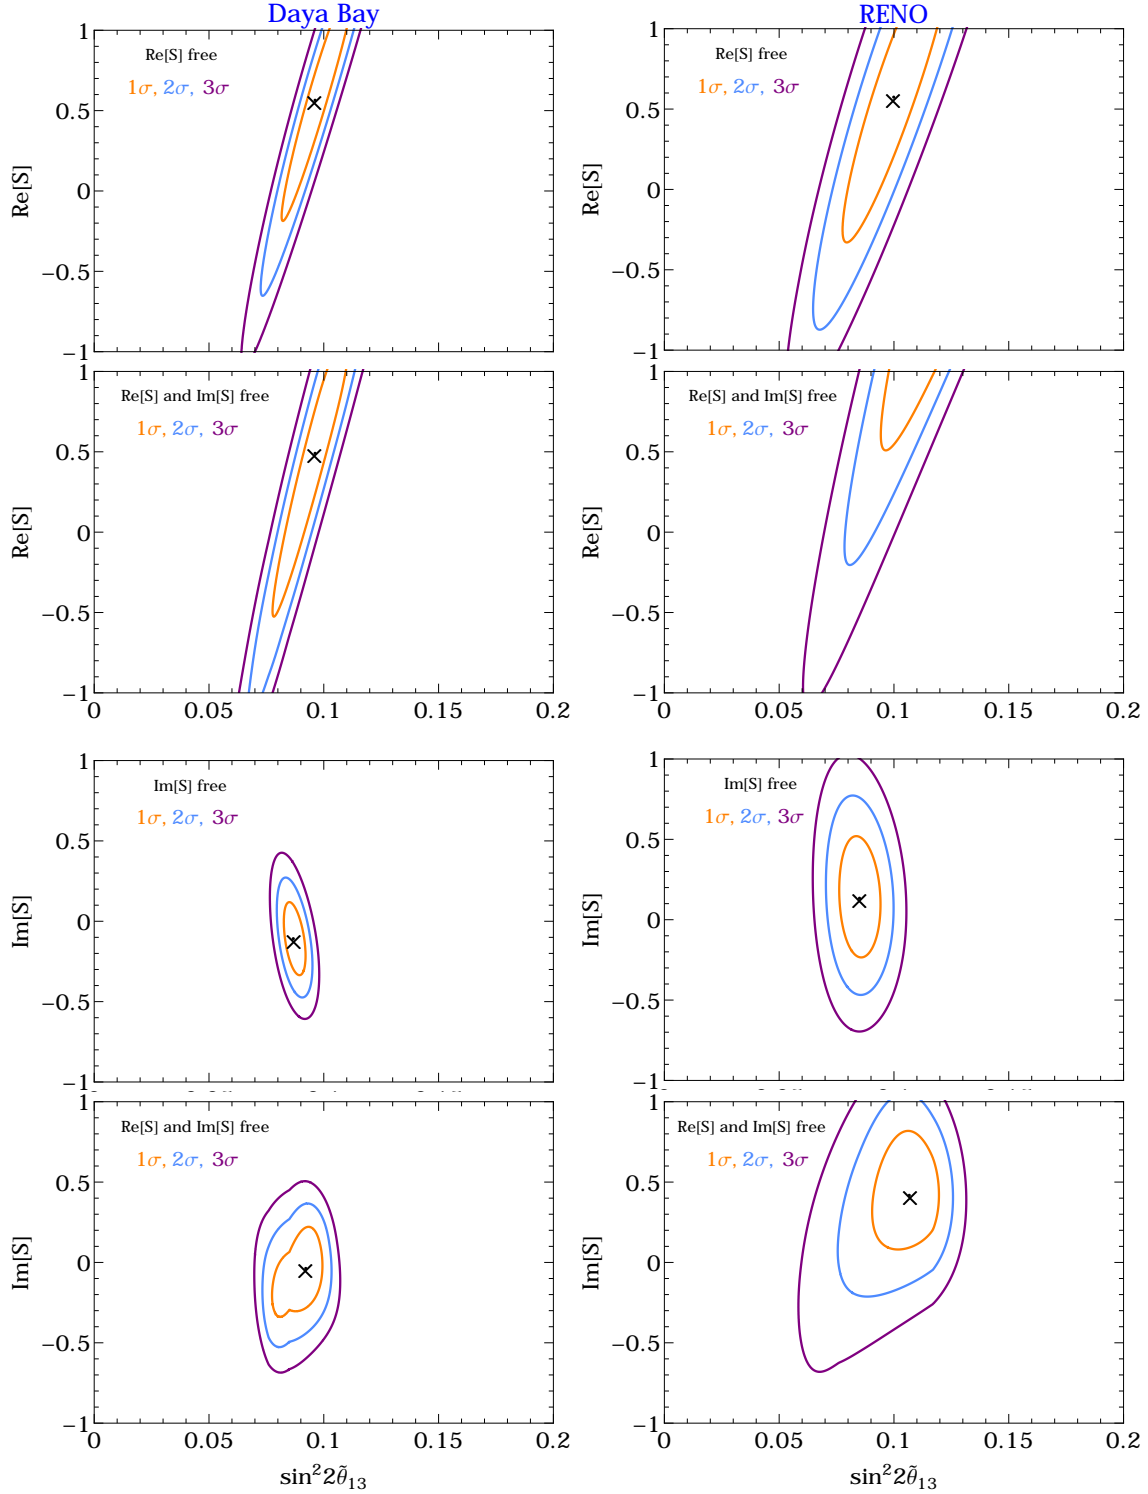 Daya Bay
RENO
Re[S] free
1σ, 2σ, 3σ
Re[S]
1
0.5
0
−0.5
−1
Re[S] free
1σ, 2σ, 3σ
Re[S]
1
0.5
0
−0.5
−1
Re[S] and Im[S] free
1σ, 2σ, 3σ
Re[S]
1
0.5
0
−0.5
−1
0 0.05 0.1 0.15 0.2
Re[S] and Im[S] free
1σ, 2σ, 3σ
Re[S]
1
0.5
0
−0.5
−1
0 0.05 0.1 0.15 0.2
Im[S] free
1σ, 2σ, 3σ
Im[S]
1
0.5
0
−0.5
−1
Im[S] free
1σ, 2σ, 3σ
Im[S]
1
0.5
0
−0.5
−1
Re[S] and Im[S] free
1σ, 2σ, 3σ
Im[S]
1
0.5
0
−0.5
−1
0 0.05 0.1 0.15 0.2
sin²2θ̃₁₃
Re[S] and Im[S] free
1σ, 2σ, 3σ
Im[S]
1
0.5
0
−0.5
−1
0 0.05 0.1 0.15 0.2
sin²2θ̃₁₃